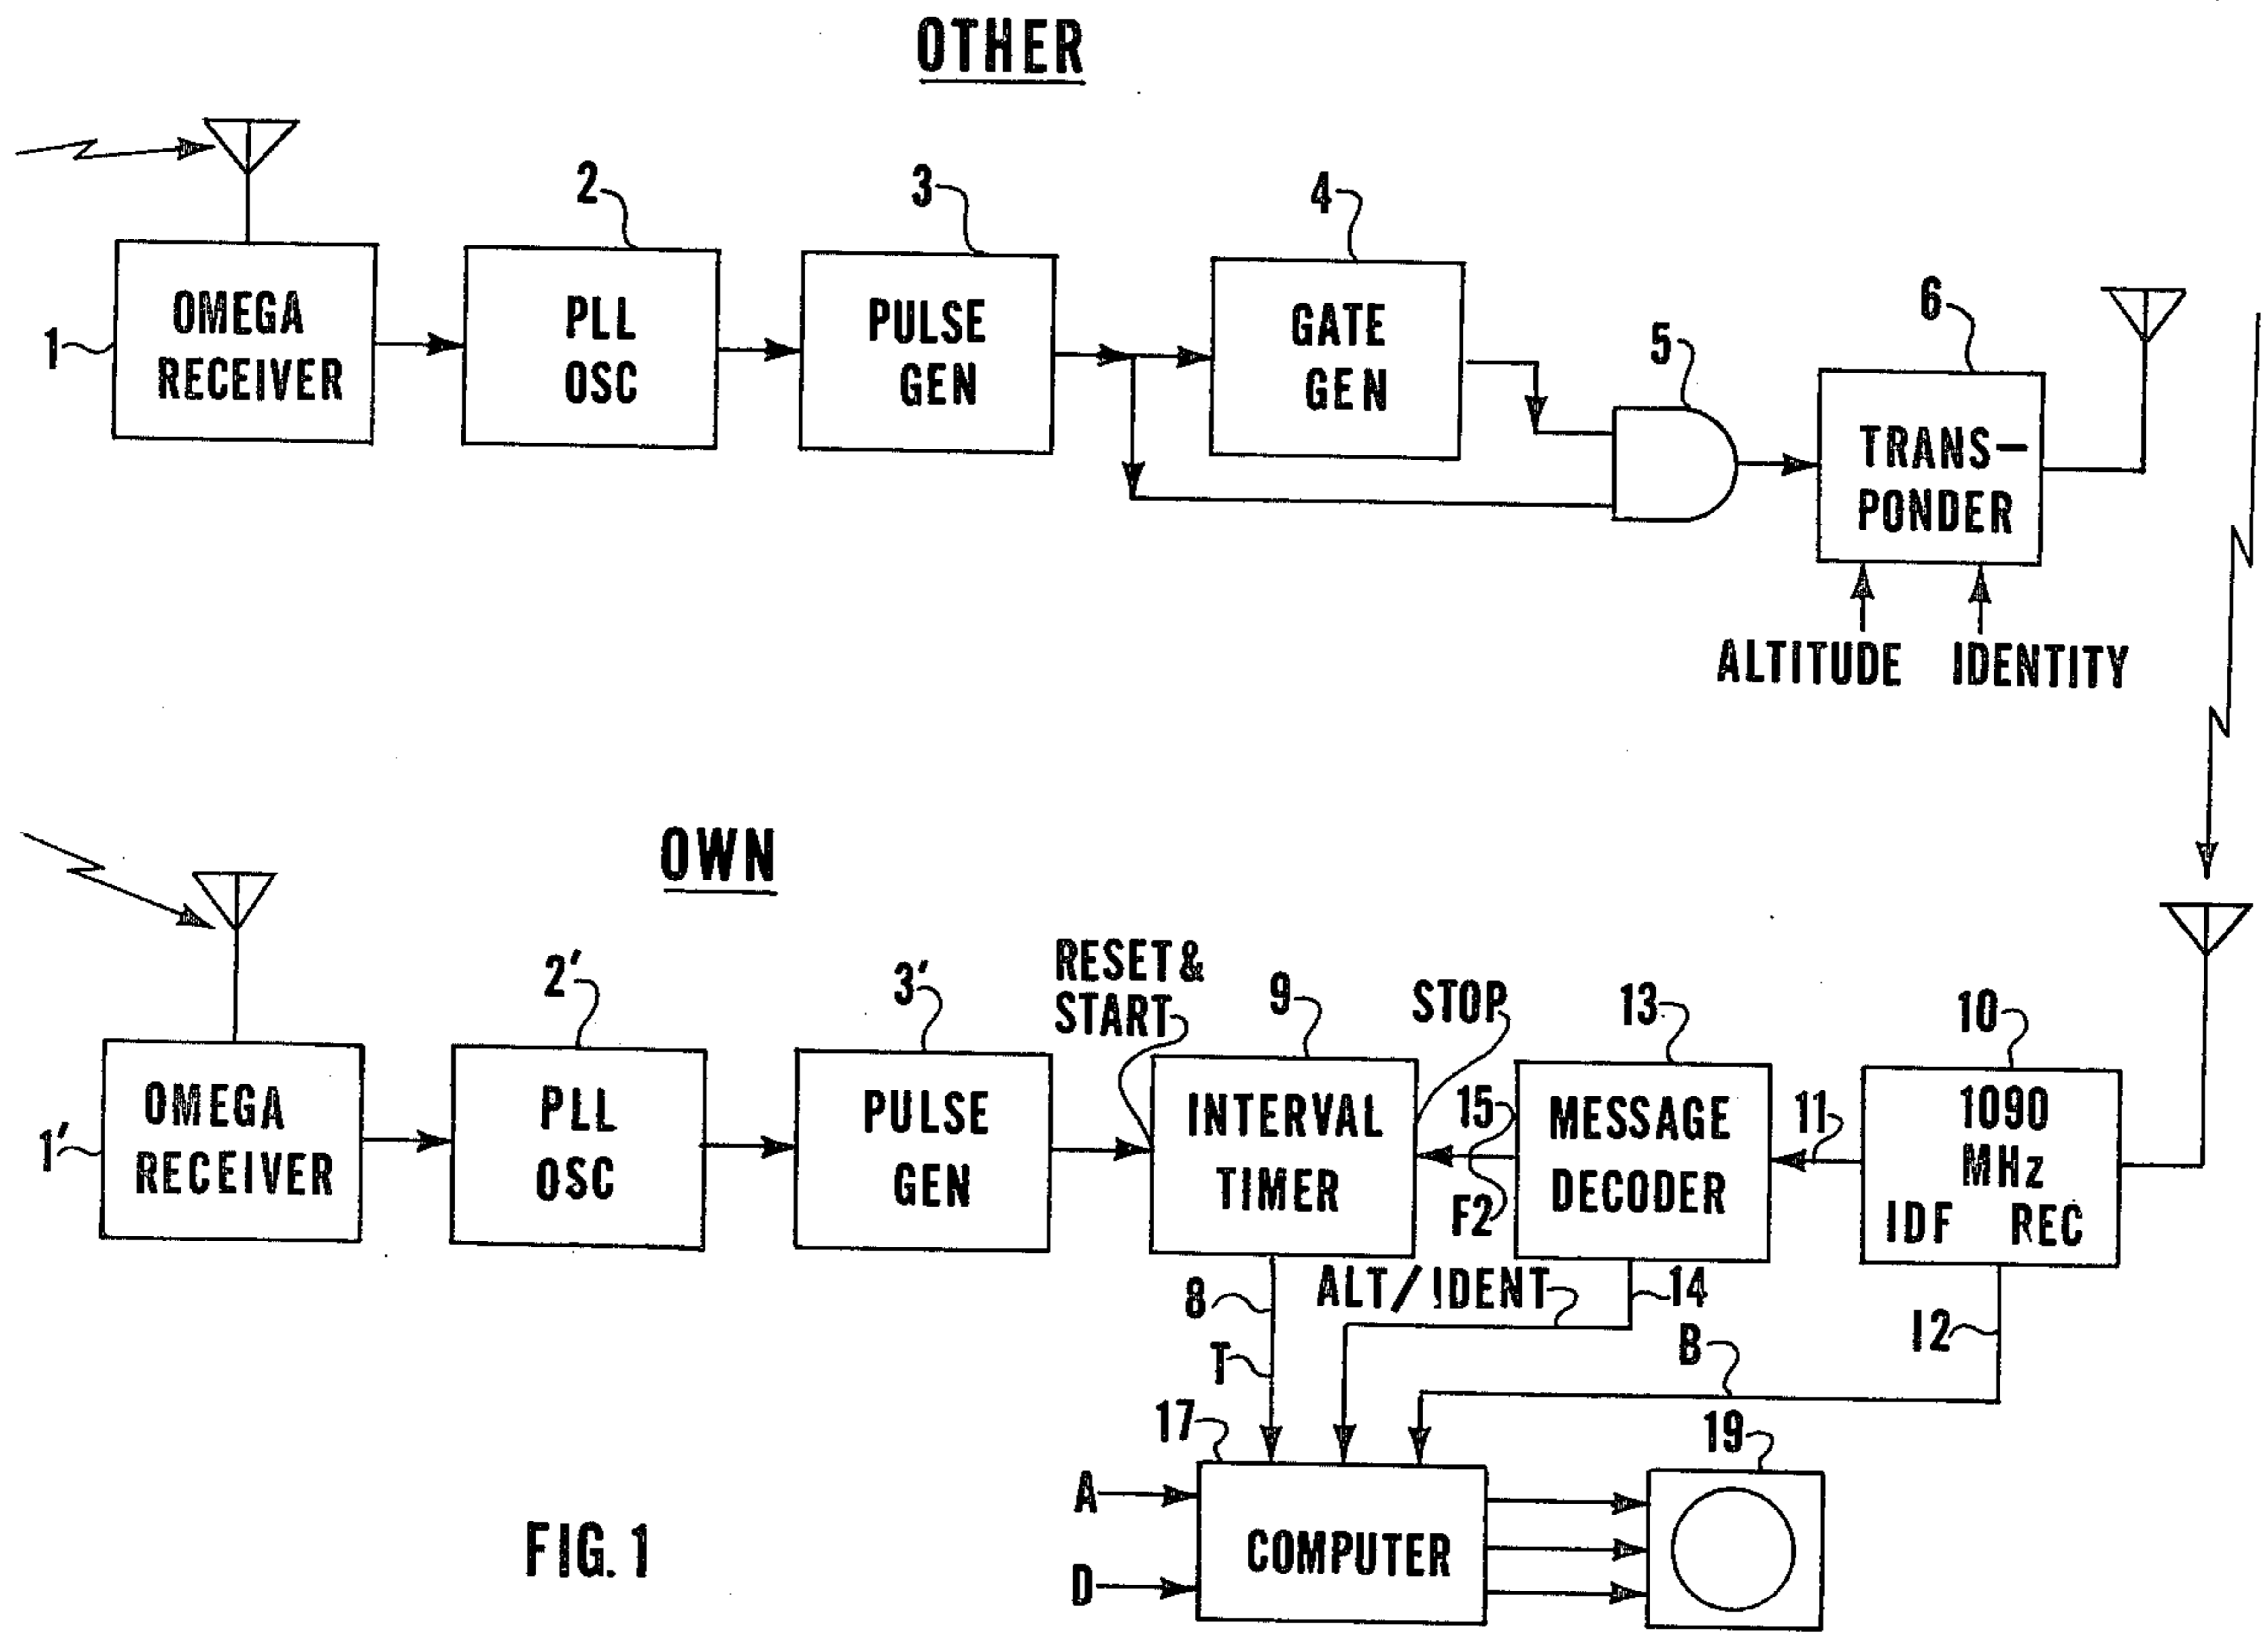 OTHER
2
3
4
6
5
1
OMEGA
RECEIVER
PLL
OSC
PULSE
GEN
GATE
GEN
TRANS-
PONDER
ALTITUDE IDENTITY
OWN
2'
3'
RESET &
START
9
STOP
13
10
1'
OMEGA
RECEIVER
PLL
OSC
PULSE
GEN
INTERVAL
TIMER
15
F2
MESSAGE
DECODER
11
1090
MHz
IDF REC
8
ALT/IDENT
14
12
T
B
17
19
A
D
COMPUTER
FIG. 1